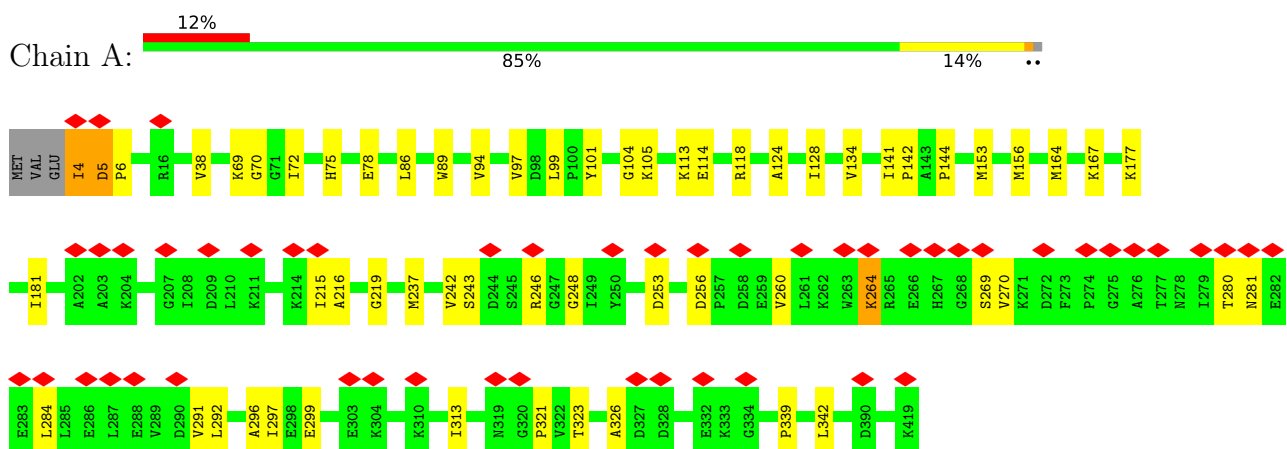 12%
Chain A:
85%
14%
••
MET VAL GLU I4 D5 P6 R16 V38 K69 G70 G71 I72 H75 E78 L86 W89 V94 V97 D98 L99 P100 Y101 G104 K105 K113 E114 R118 A124 I128 V134 I141 P142 A143 P144 M153 M156 M164 K167 K177
I181 A202 A203 K204 G207 I208 D209 L210 K211 K214 I215 A216 G219 M237 V242 S243 D244 S245 R246 G247 G248 I249 Y250 D253 D256 P257 D258 E259 V260 L261 K262 W263 K264 R265 E266 H267 G268 S269 V270 K271 D272 F273 P274 G275 A276 T277 N278 I279 T280 N281 E282
E283 L284 L285 E286 L287 E288 V289 D290 V291 L292 A296 I297 E298 E299 E303 K304 K310 I313 N319 G320 P321 V322 T323 A326 D327 D328 E332 K333 G334 P339 L342 D390 K419